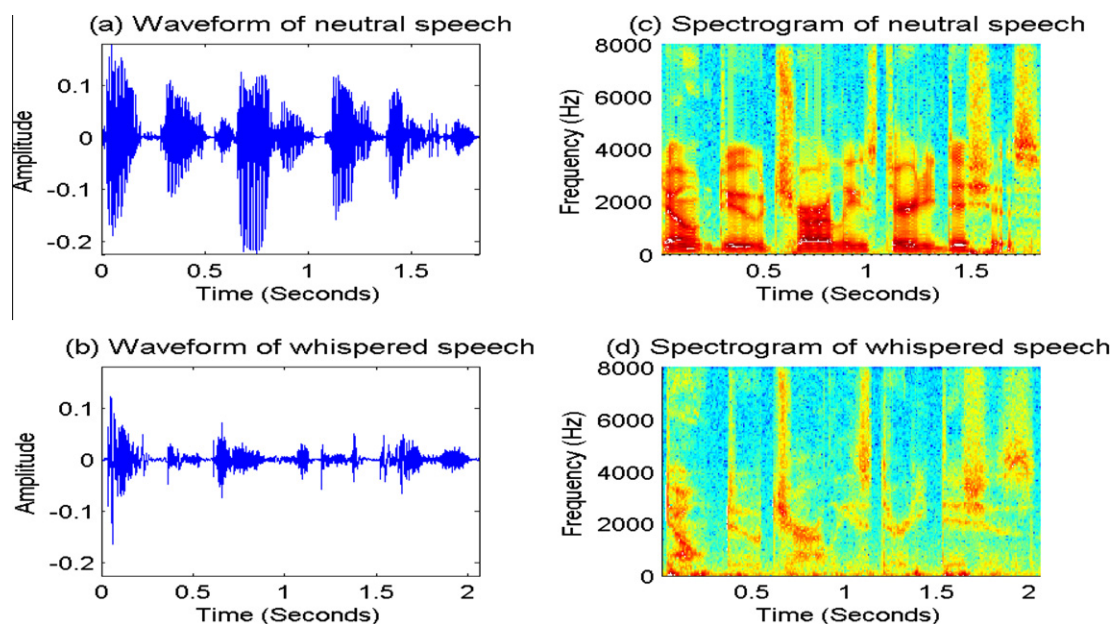 (a) Waveform of neutral speech
Amplitude
0.1
0
-0.1
-0.2
0
0.5
1
1.5
Time (Seconds)
(c) Spectrogram of neutral speech
Frequency (Hz)
8000
6000
4000
2000
0
0.5
1
1.5
Time (Seconds)
(b) Waveform of whispered speech
Amplitude
0.1
0
-0.1
-0.2
0
0.5
1
1.5
2
Time (Seconds)
(d) Spectrogram of whispered speech
Frequency (Hz)
8000
6000
4000
2000
0
0.5
1
1.5
2
Time (Seconds)